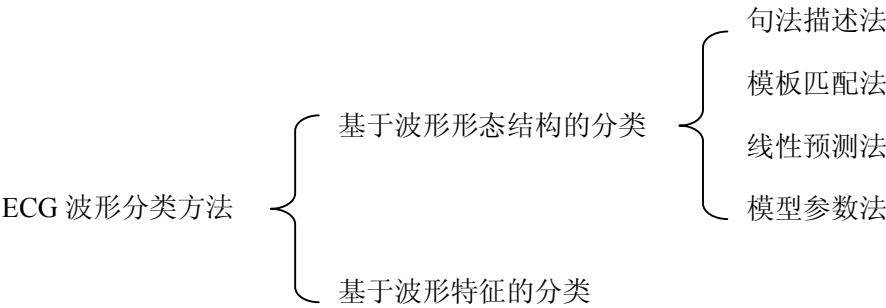 ECG 波形分类方法
基于波形形态结构的分类
句法描述法
模板匹配法
线性预测法
模型参数法
基于波形特征的分类